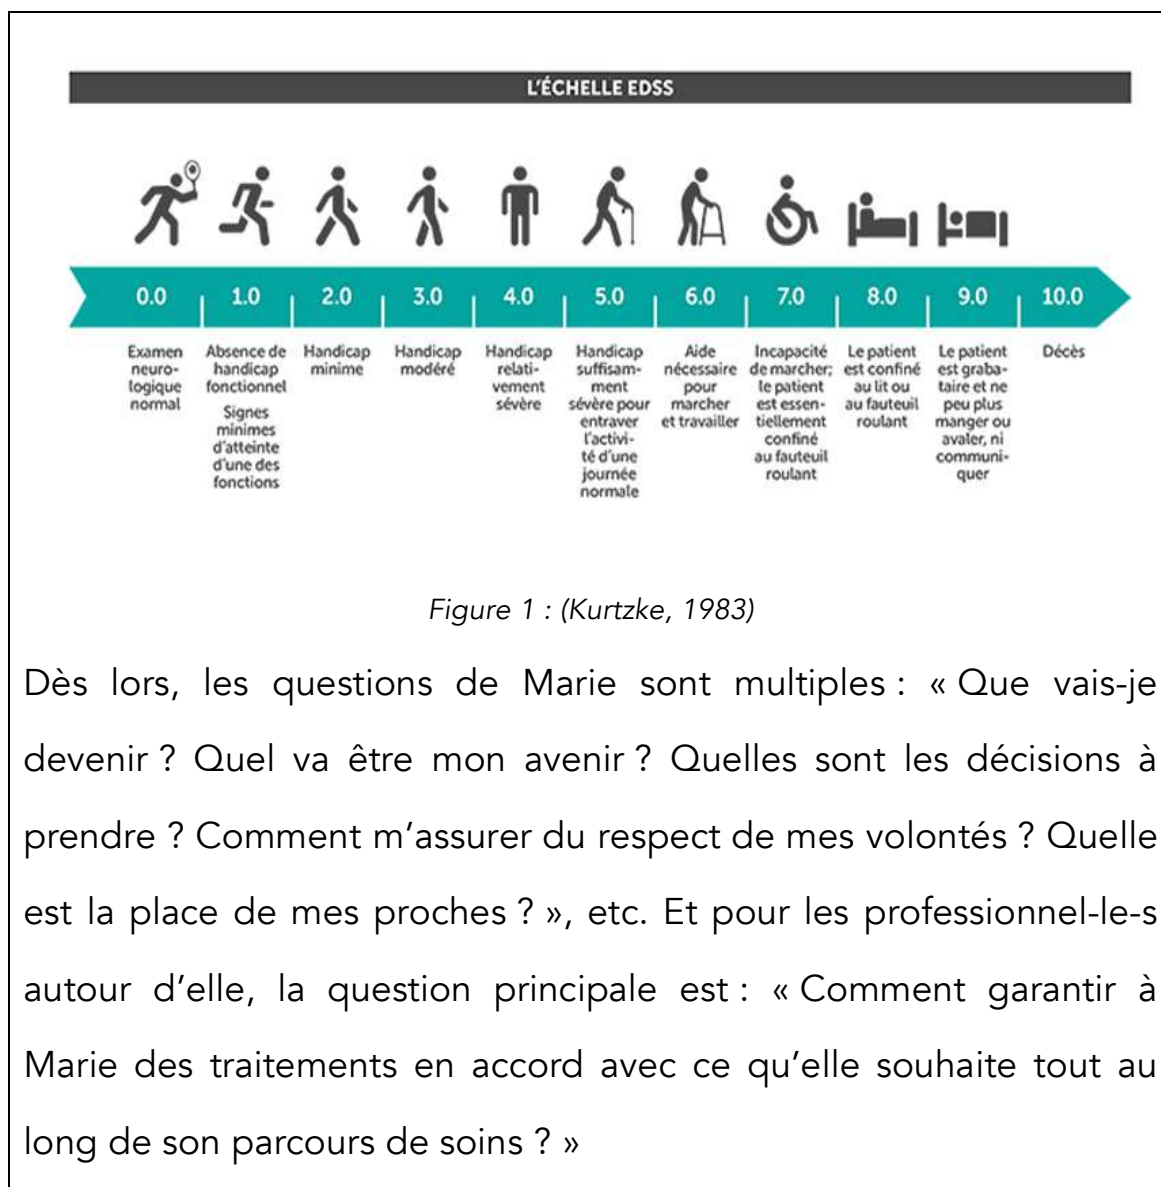 L'ÉCHELLE EDSS
0.0 1.0 2.0 3.0 4.0 5.0 6.0 7.0 8.0 9.0 10.0
Examen
neuro-
logique
normal
Absence de
handicap
fonctionnel
Signes
minimes
d'atteinte
d'une des
fonctions
Handicap
minime
Handicap
modéré
Handicap
relati-
vement
sévère
Handicap
suffisam-
ment
sévère pour
entraver
l'activi-
té d'une
journée
normale
Aide
nécessaire
pour
marcher
et travailler
Incapacité
de marcher;
le patient
est essen-
tiellement
confiné
au fauteuil
roulant
Le patient
est confiné
au lit ou
au fauteuil
roulant
Le patient
est graba-
taire et ne
peu plus
manger ou
avaler, ni
communi-
quer
Décès
Figure 1 : (Kurtzke, 1983)
Dès lors, les questions de Marie sont multiples : « Que vais-je
devenir ? Quel va être mon avenir ? Quelles sont les décisions à
prendre ? Comment m'assurer du respect de mes volontés ? Quelle
est la place de mes proches ? », etc. Et pour les professionnel-le-s
autour d'elle, la question principale est : « Comment garantir à
Marie des traitements en accord avec ce qu'elle souhaite tout au
long de son parcours de soins ? »